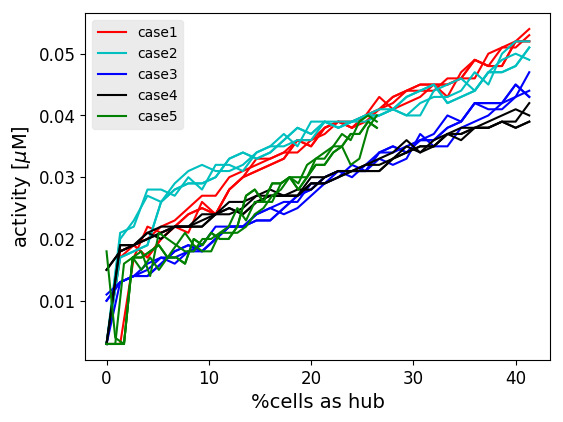 case1
case2
case3
case4
case5
activity [μM]
0.05
0.04
0.03
0.02
0.01
0 10 20 30 40
%cells as hub